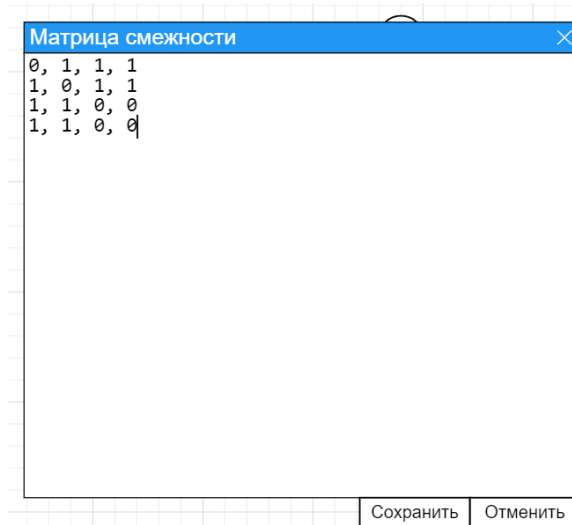 Матрица смежности
0, 1, 1, 1
1, 0, 1, 1
1, 1, 0, 0
1, 1, 0, 0
Сохранить Отменить